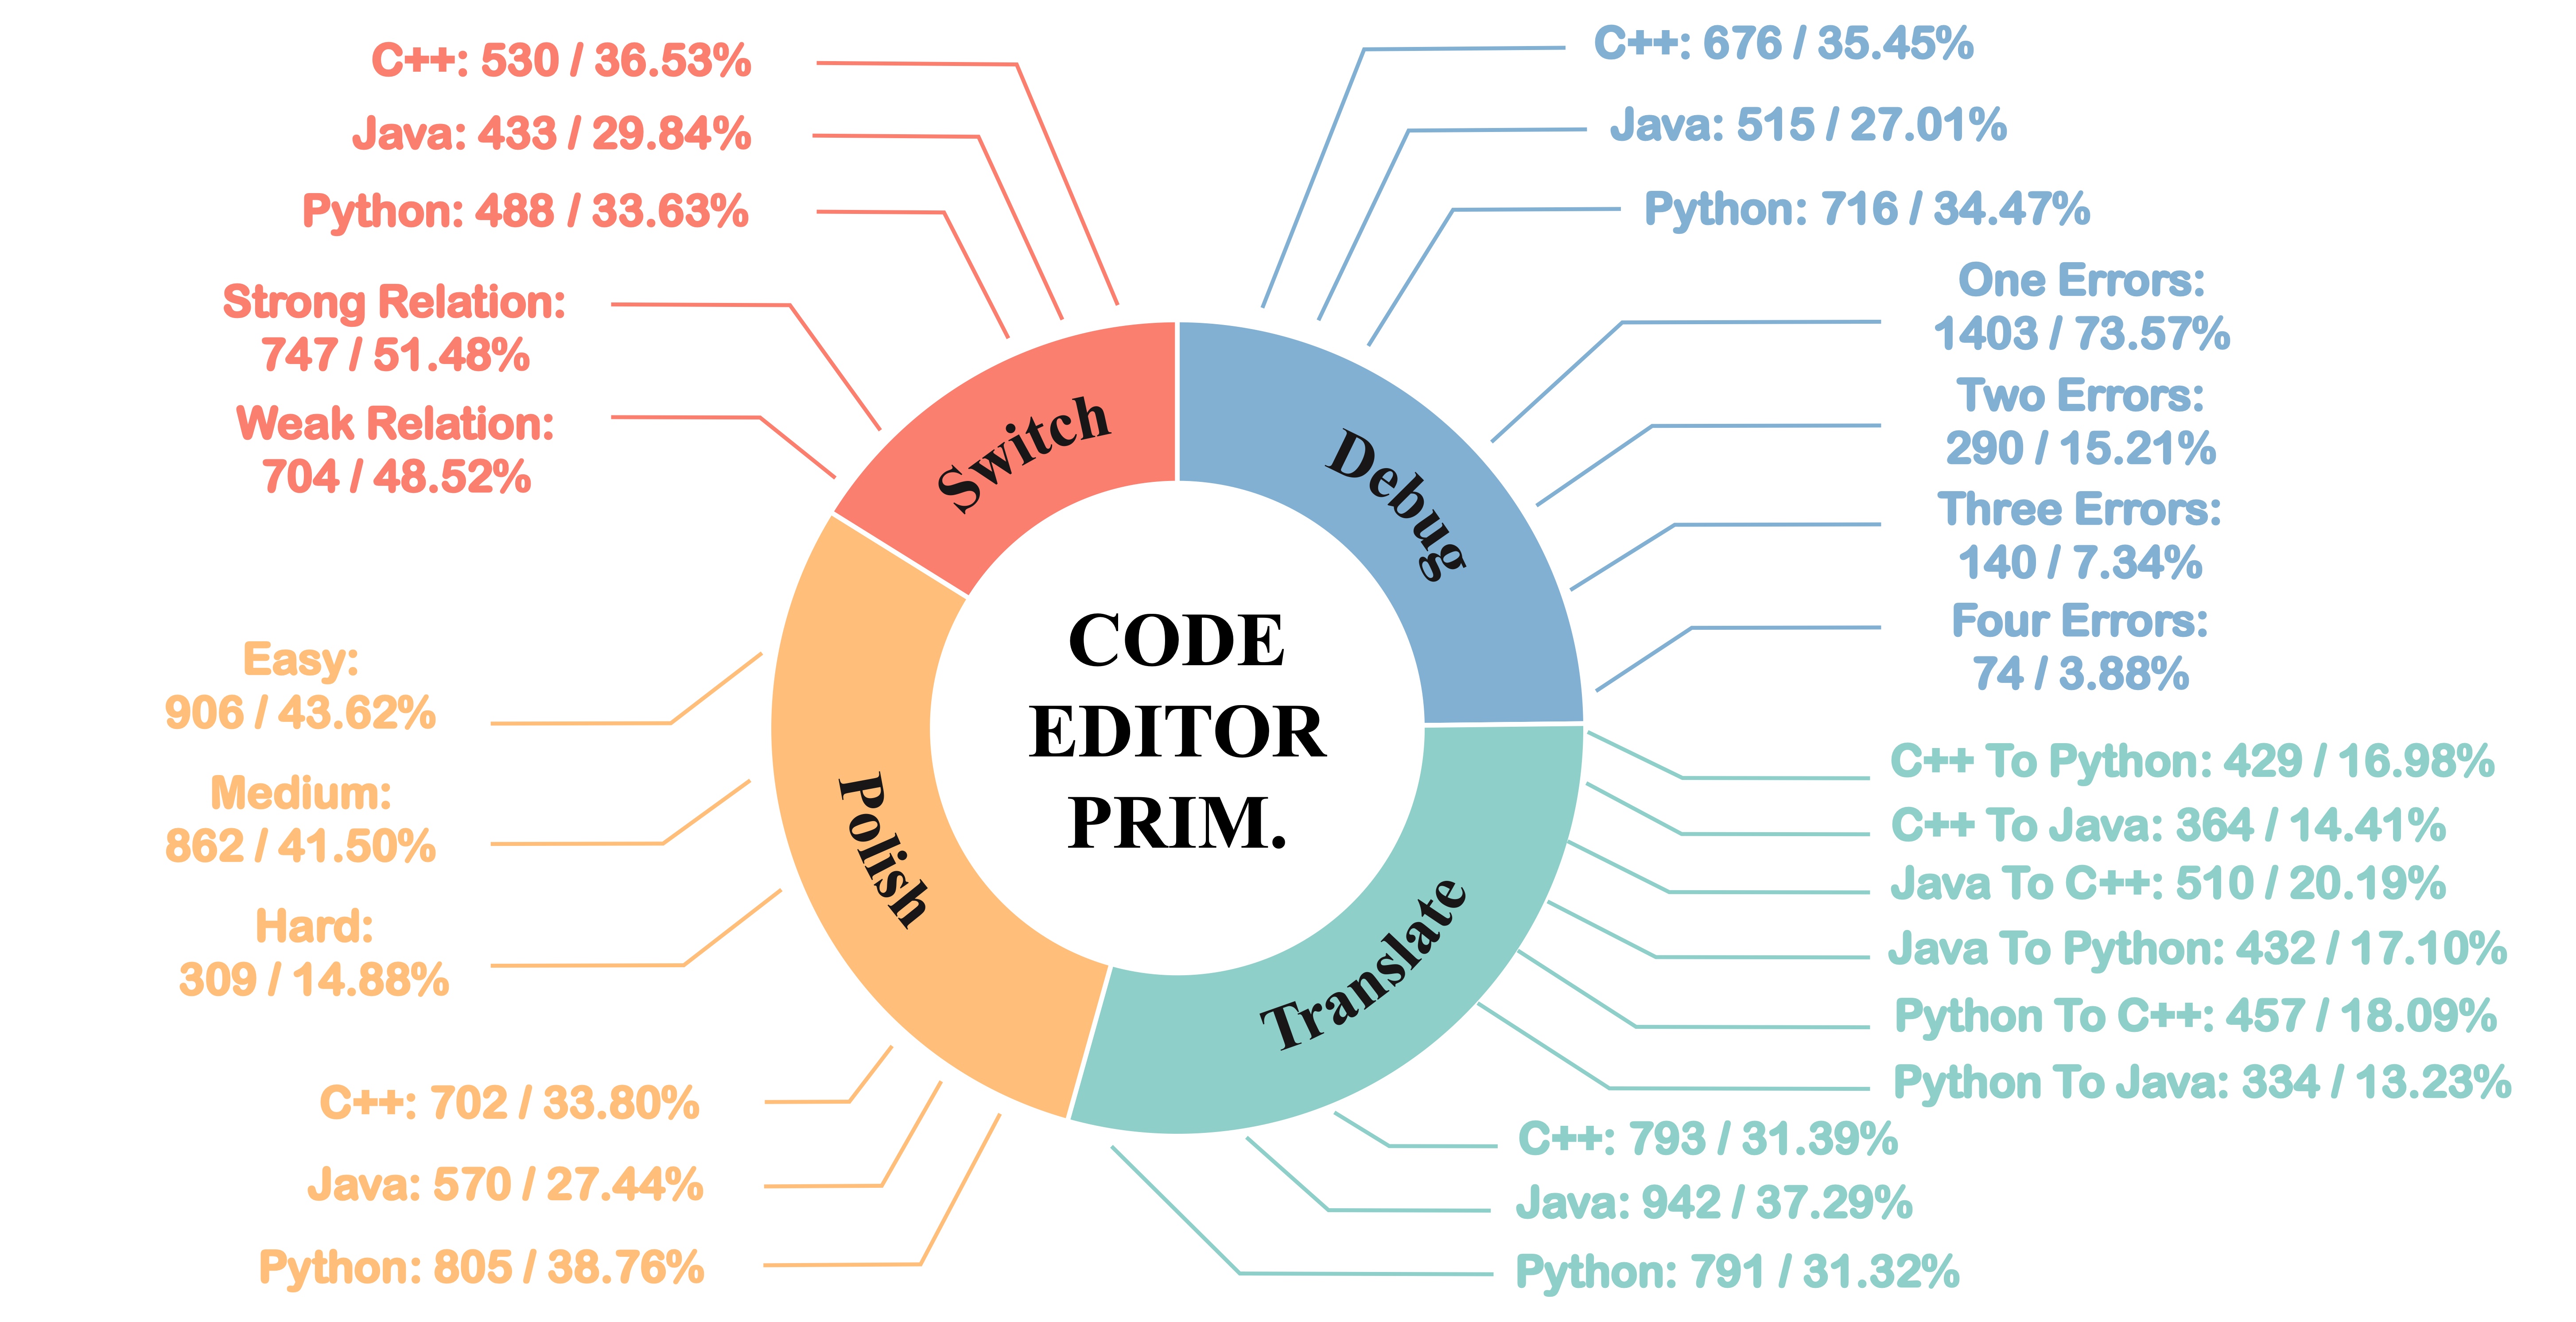 C++: 530 / 36.53%
Java: 433 / 29.84%
Python: 488 / 33.63%
Strong Relation:
747 / 51.48%
Weak Relation:
704 / 48.52%
C++: 676 / 35.45%
Java: 515 / 27.01%
Python: 716 / 34.47%
One Errors:
1403 / 73.57%
Two Errors:
290 / 15.21%
Three Errors:
140 / 7.34%
Four Errors:
74 / 3.88%
Switch
Debug
CODE
EDITOR
PRIM.
Polish
Translate
Easy:
906 / 43.62%
Medium:
862 / 41.50%
Hard:
309 / 14.88%
C++: 702 / 33.80%
Java: 570 / 27.44%
Python: 805 / 38.76%
C++ To Python: 429 / 16.98%
C++ To Java: 364 / 14.41%
Java To C++: 510 / 20.19%
Java To Python: 432 / 17.10%
Python To C++: 457 / 18.09%
Python To Java: 334 / 13.23%
C++: 793 / 31.39%
Java: 942 / 37.29%
Python: 791 / 31.32%